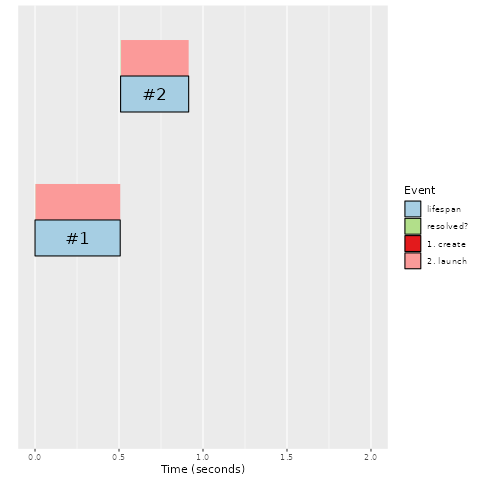 #2
#1
Event
lifespan
resolved?
1. create
2. launch
0.0 0.5 1.0 1.5 2.0
Time (seconds)